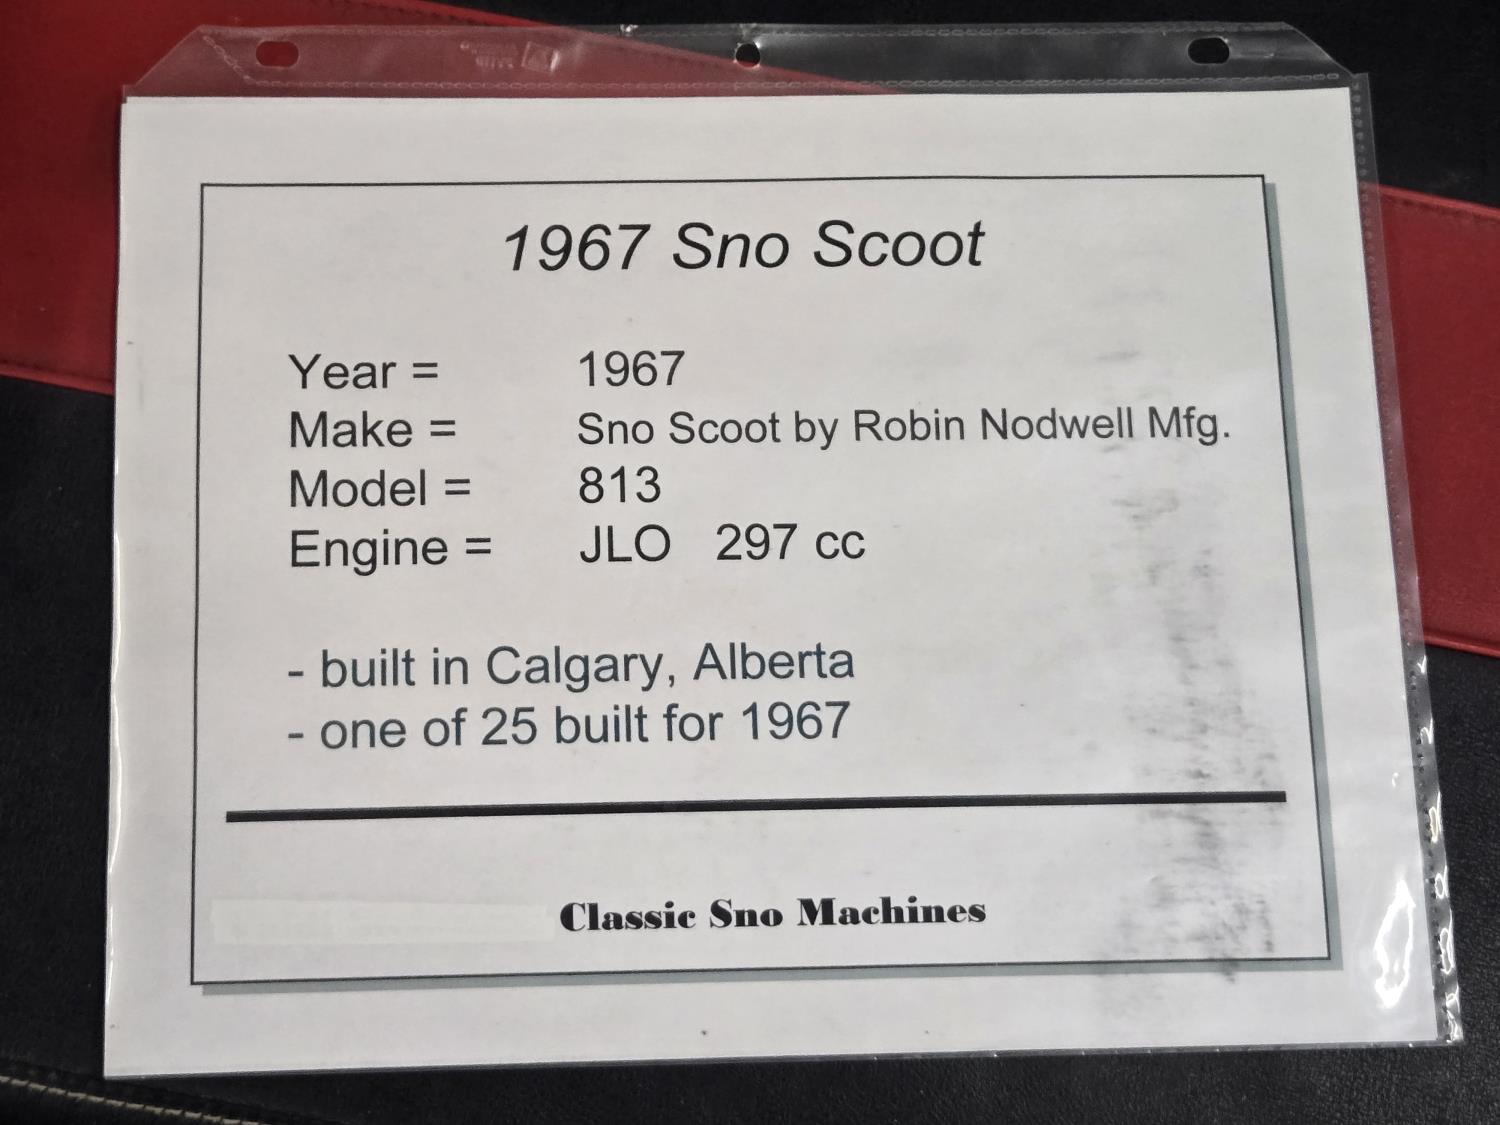 1967 Sno Scoot
Year = 1967
Make = Sno Scoot by Robin Nodwell Mfg.
Model = 813
Engine = JLO 297 cc
- built in Calgary, Alberta
- one of 25 built for 1967
Classic Sno Machines